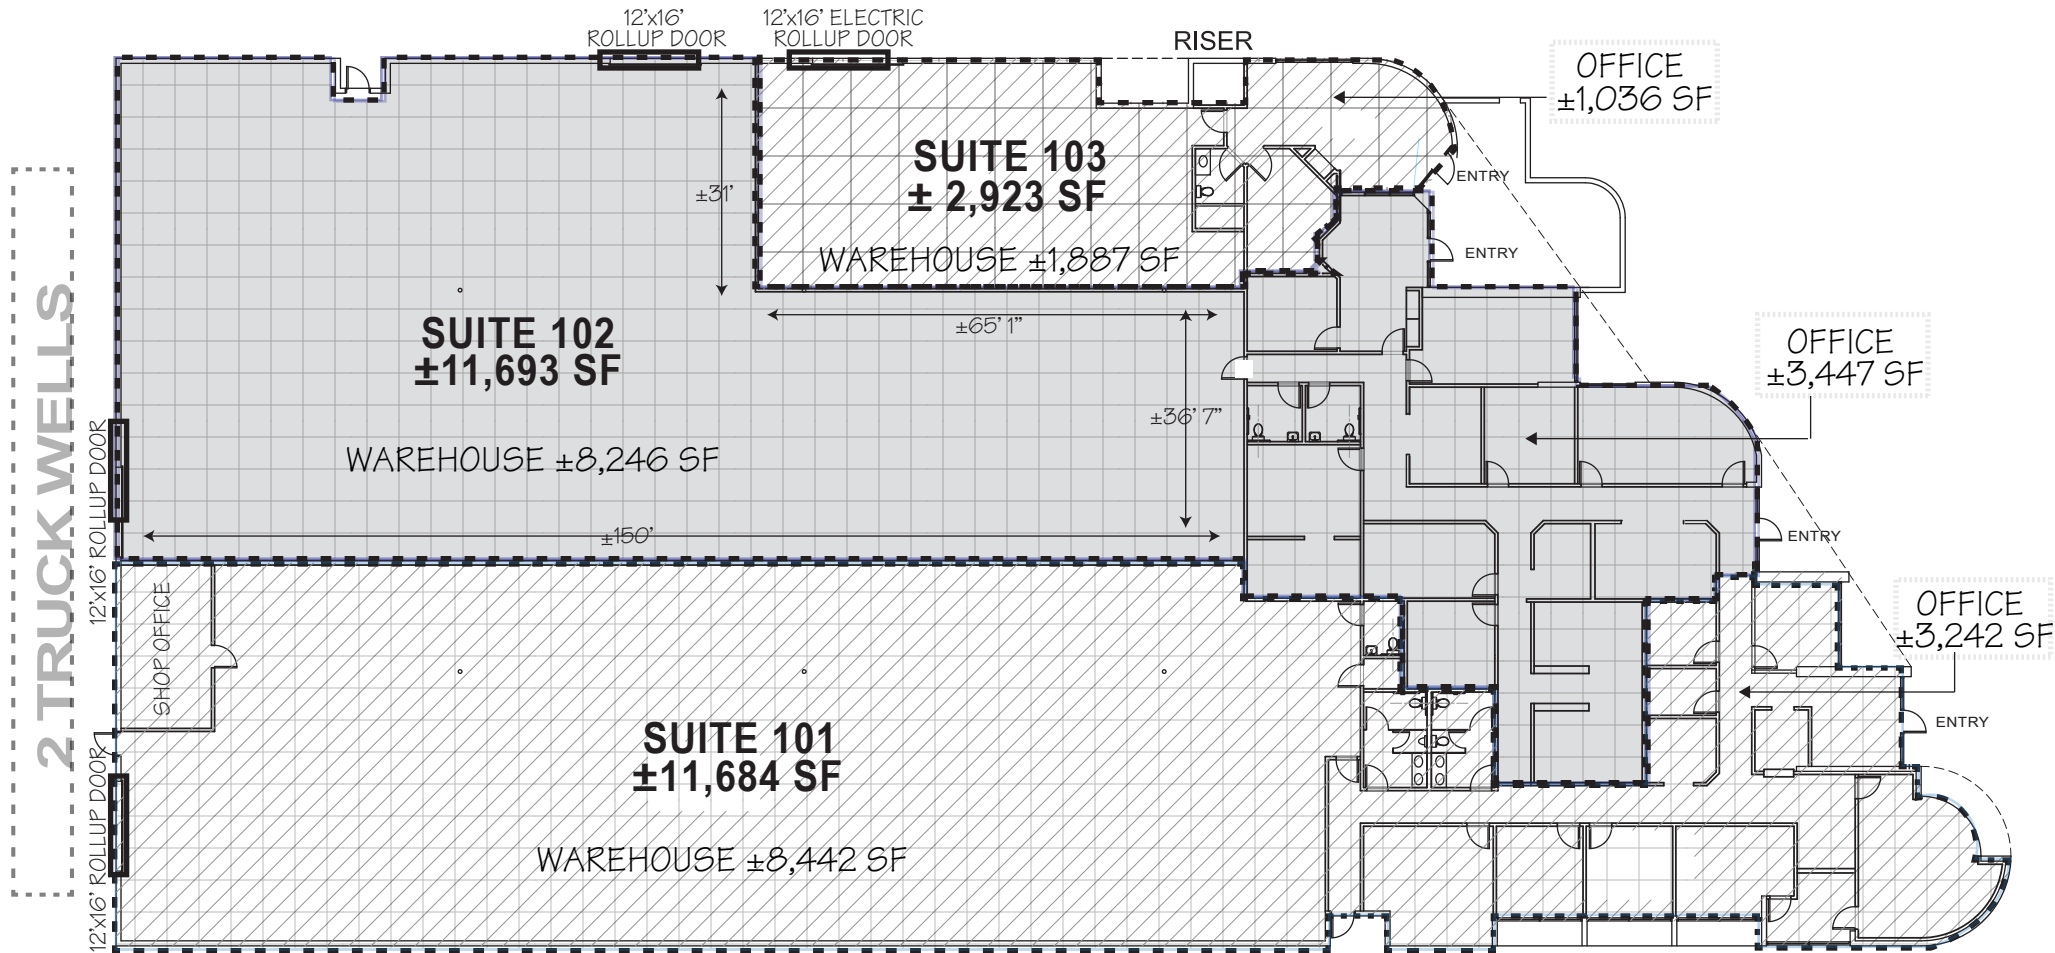 12'x16'
ROLLUP DOOR
12'x16' ELECTRIC
ROLLUP DOOR
RISER
OFFICE
±1,036 SF
SUITE 103
± 2,923 SF
WAREHOUSE ±1,887 SF
ENTRY
ENTRY
±31'
±65' 1"
SUITE 102
±11,693 SF
WAREHOUSE ±8,246 SF
±36' 7"
±150'
OFFICE
±3,447 SF
ENTRY
2 TRUCK WELLS
12'x16' ROLLUP DOOR
SHOP OFFICE
OFFICE
±3,242 SF
ENTRY
SUITE 101
±11,684 SF
WAREHOUSE ±8,442 SF
12'x16' ROLLUP DOOR